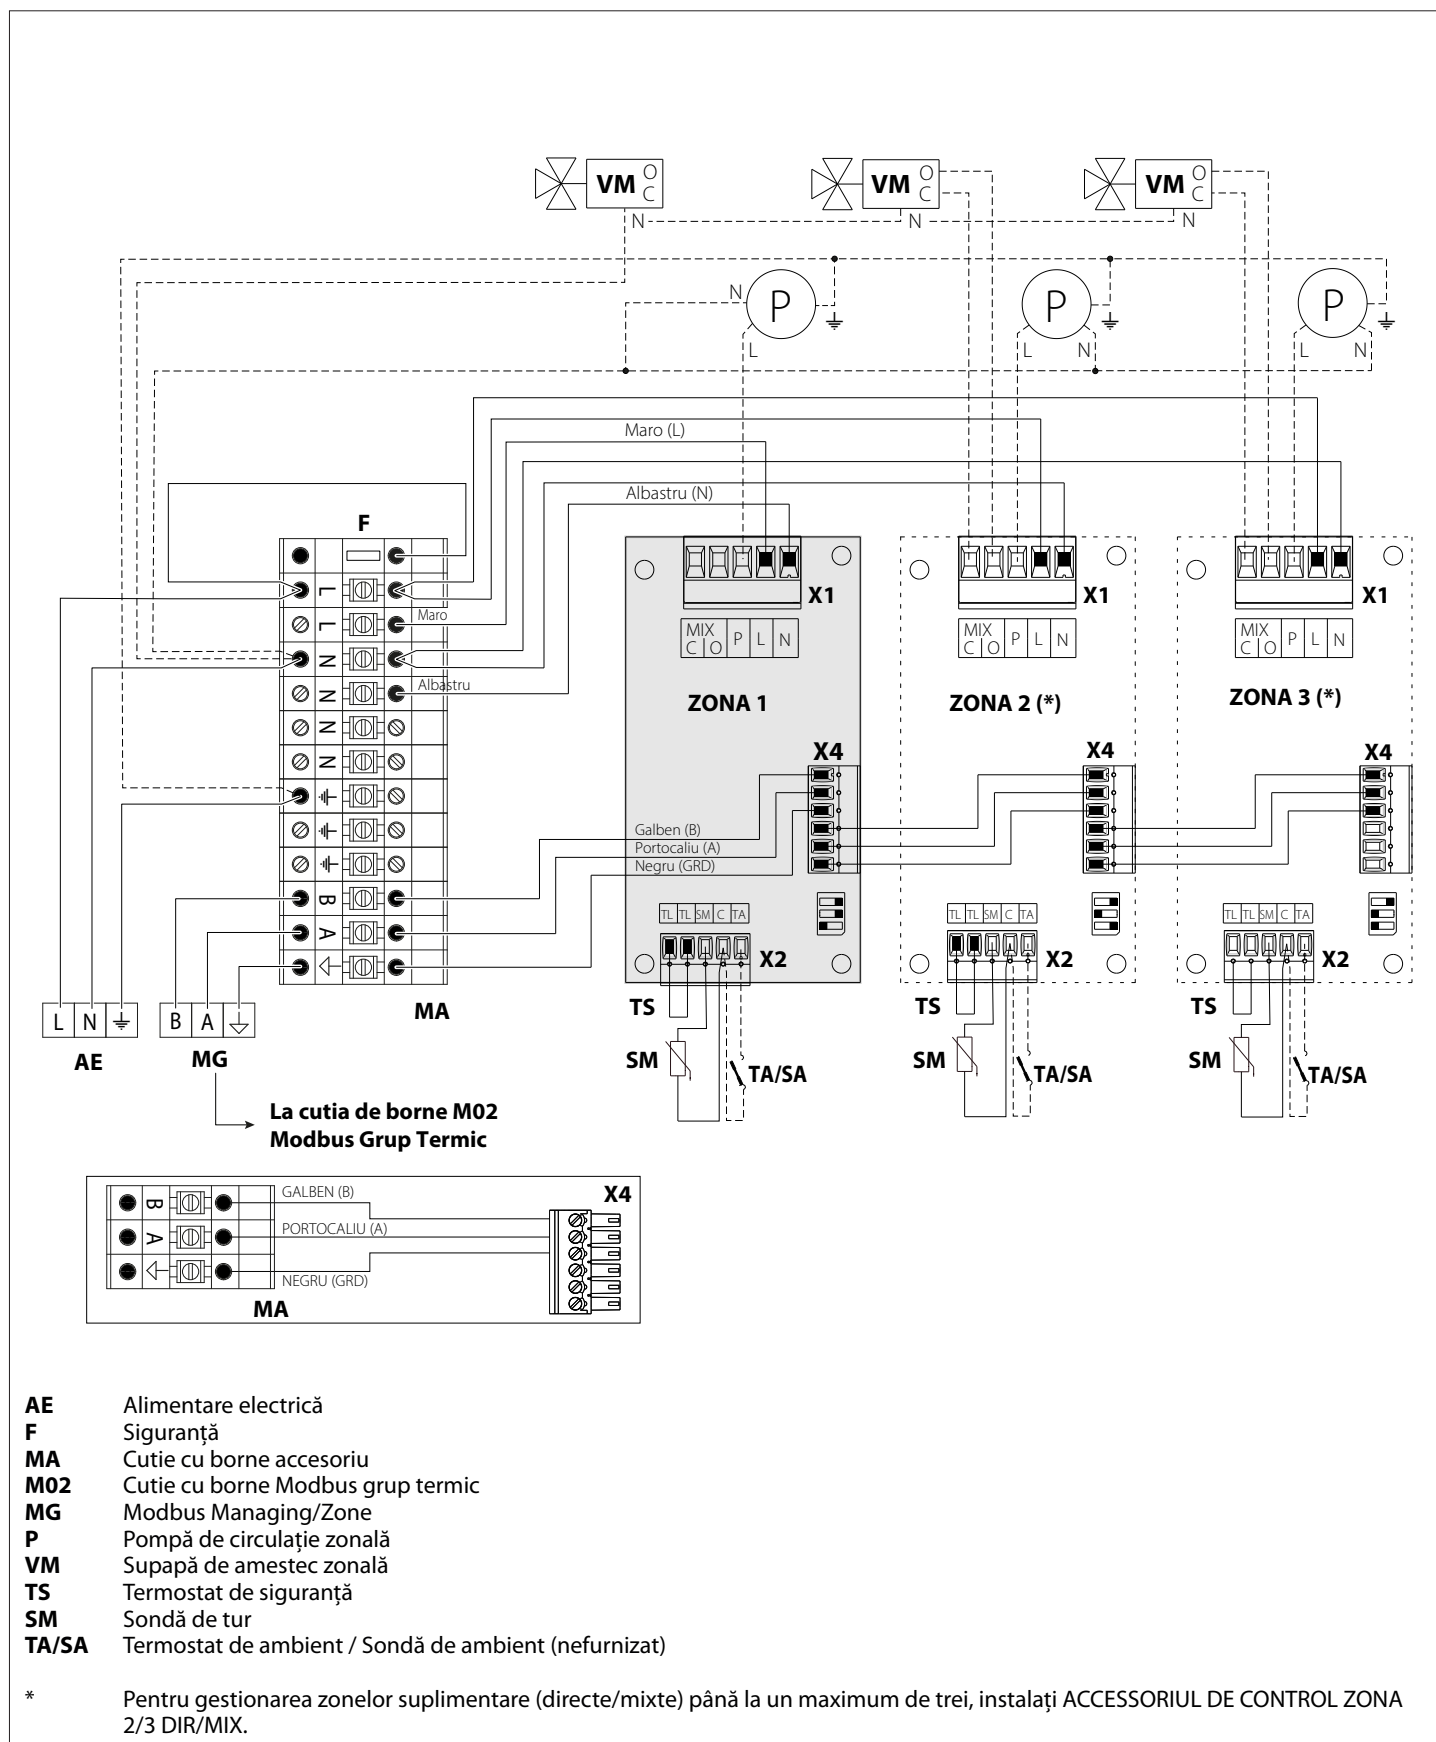 VM O C
VM O C
VM O C
N
N
N
N
P
P
P
L
L
N
L
N
Maro (L)
Albastru (N)
F
L
L
Maro
N
N
Albastru
N
N
B
A
MA
X1
X1
X1
MIX
C O P L N
MIX
C O P L N
MIX
C O P L N
ZONA 1
ZONA 2 (*)
ZONA 3 (*)
X4
X4
X4
Galben (B)
Portocaliu (A)
Negru (GRD)
TL TL SM C TA
TL TL SM C TA
TL TL SM C TA
X2
X2
X2
TS
TS
TS
SM
SM
SM
TA/SA
TA/SA
TA/SA
L N
B A
AE
MG
La cutia de borne M02
Modbus Grup Termic
B
A
GALBEN (B)
PORTOCALIU (A)
NEGRU (GRD)
X4
MA
AE Alimentare electrică
F Siguranță
MA Cutie cu borne accesoriu
M02 Cutie cu borne Modbus grup termic
MG Modbus Managing/Zone
P Pompă de circulație zonală
VM Supapă de amestec zonală
TS Termostat de siguranță
SM Sondă de tur
TA/SA Termostat de ambient / Sondă de ambient (nefurnizat)
* Pentru gestionarea zonelor suplimentare (directe/mixte) până la un maximum de trei, instalați ACCESSORIUL DE CONTROL ZONA
2/3 DIR/MIX.